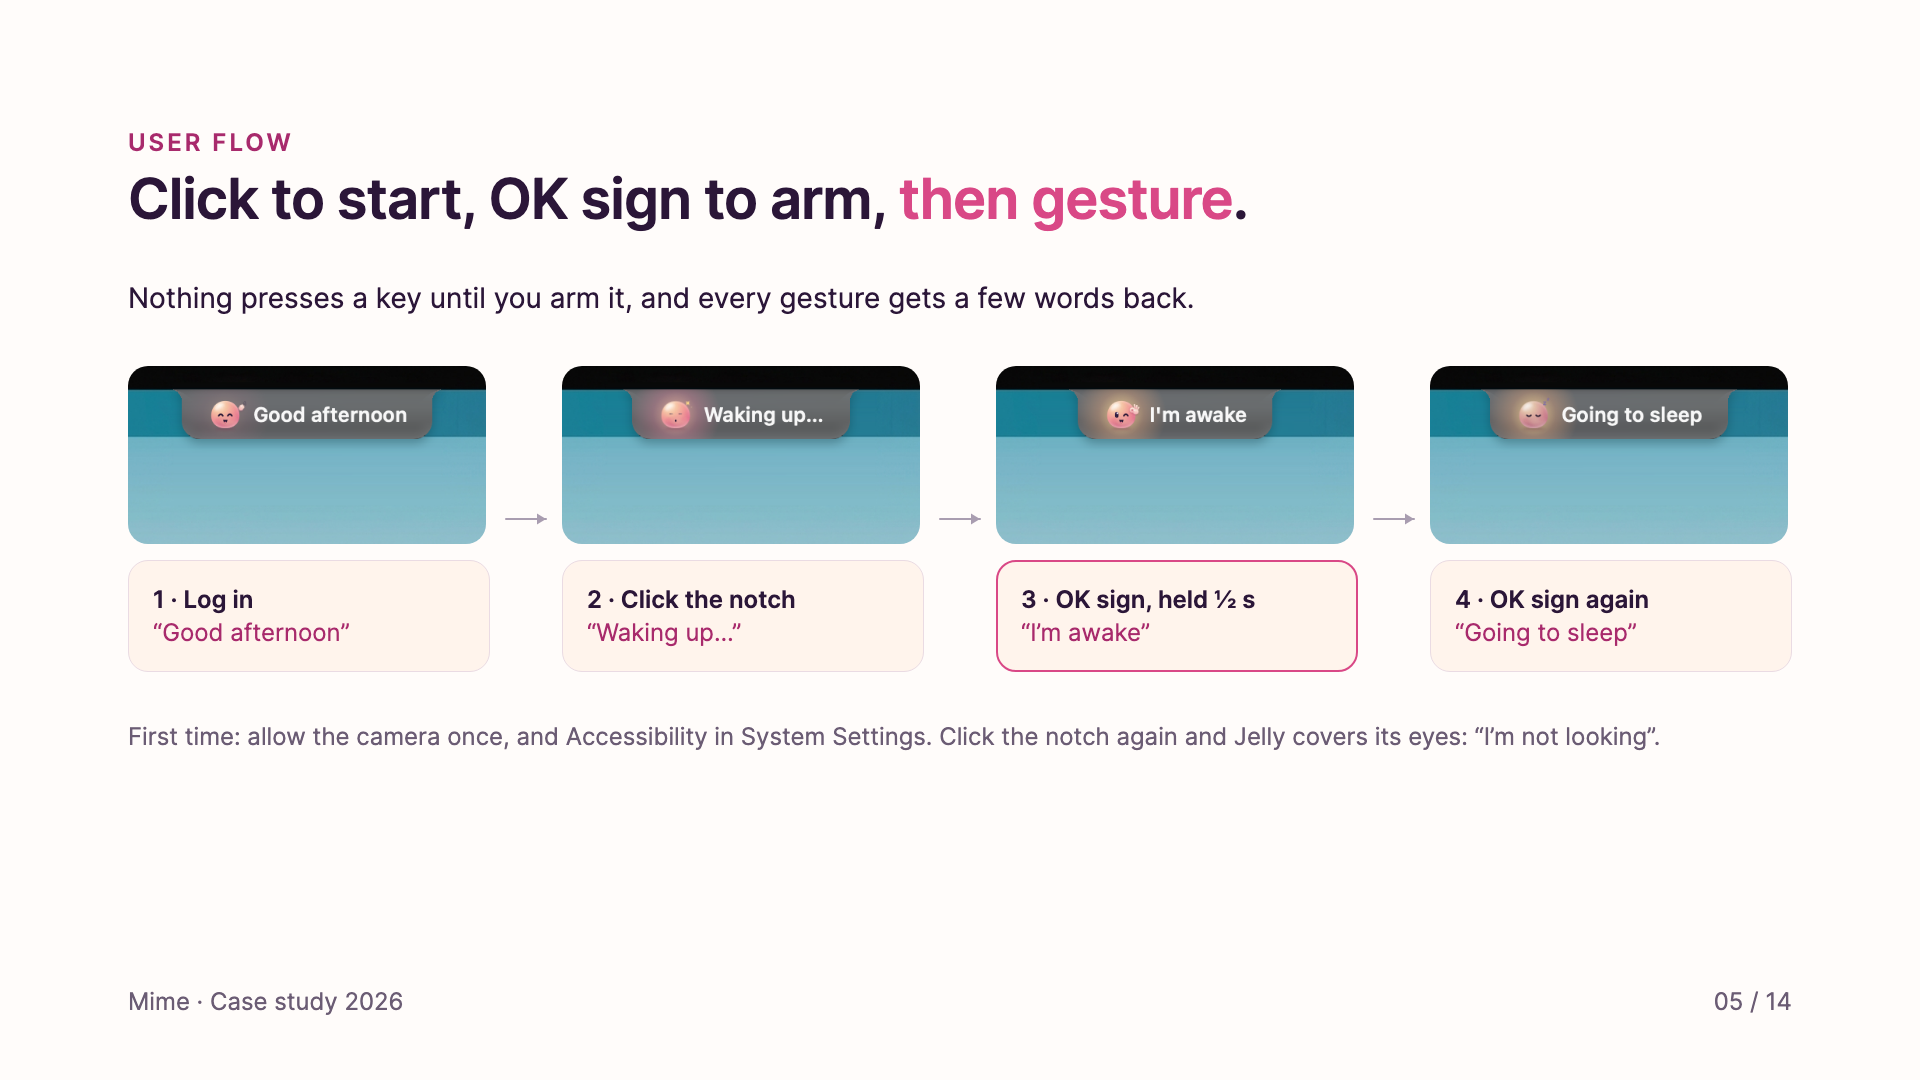 USER FLOW
Click to start, OK sign to arm, then gesture.
Nothing presses a key until you arm it, and every gesture gets a few words back.
Good afternoon
Waking up...
I'm awake
Going to sleep
1 · Log in
“Good afternoon”
2 · Click the notch
“Waking up…”
3 · OK sign, held ½ s
“I’m awake”
4 · OK sign again
“Going to sleep”
First time: allow the camera once, and Accessibility in System Settings. Click the notch again and Jelly covers its eyes: “I’m not looking”.
Mime · Case study 2026
05 / 14